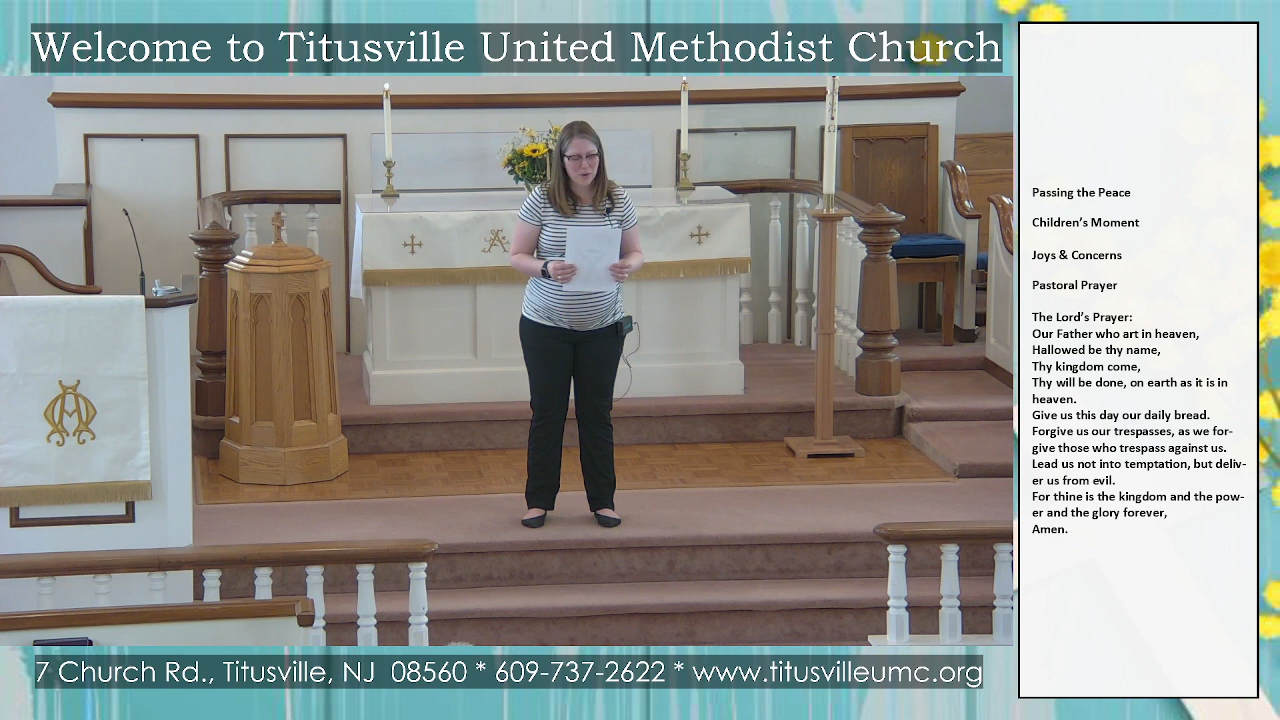 Welcome to Titusville United Methodist Church
Passing the Peace
Children's Moment
Joys & Concerns
Pastoral Prayer
The Lord's Prayer:
Our Father who art in heaven,
Hallowed be thy name,
Thy kingdom come,
Thy will be done, on earth as it is in
heaven.
Give us this day our daily bread.
Forgive us our trespasses, as we for-
give those who trespass against us.
Lead us not into temptation, but deliv-
er us from evil.
For thine is the kingdom and the pow-
er and the glory forever,
Amen.
7 Church Rd., Titusville, NJ 08560 * 609-737-2622 * www.titusvilleumc.org